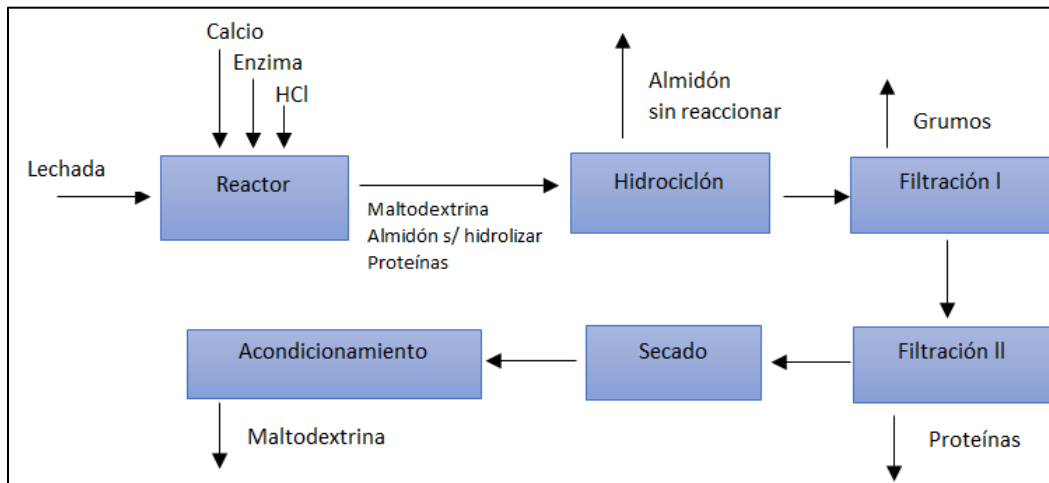 Calcio
Enzima
HCl
Lechada
Reactor
Maltodextrina
Almidón s/ hidrolizar
Proteínas
Almidón
sin reaccionar
Hidrociclón
Grumos
Filtración l
Filtración ll
Proteínas
Secado
Acondicionamiento
Maltodextrina